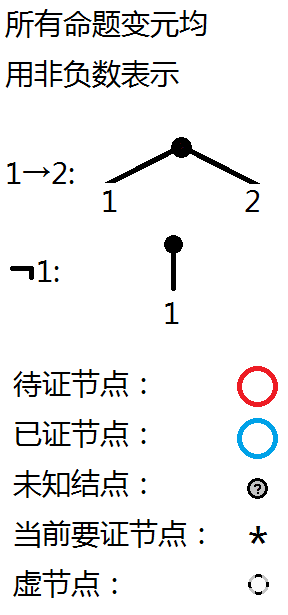 所有命题变元均
用非负数表示
1→2:
1 2
¬1:
1
待证节点：
已证节点：
未知结点： ?
当前要证节点： *
虚节点：